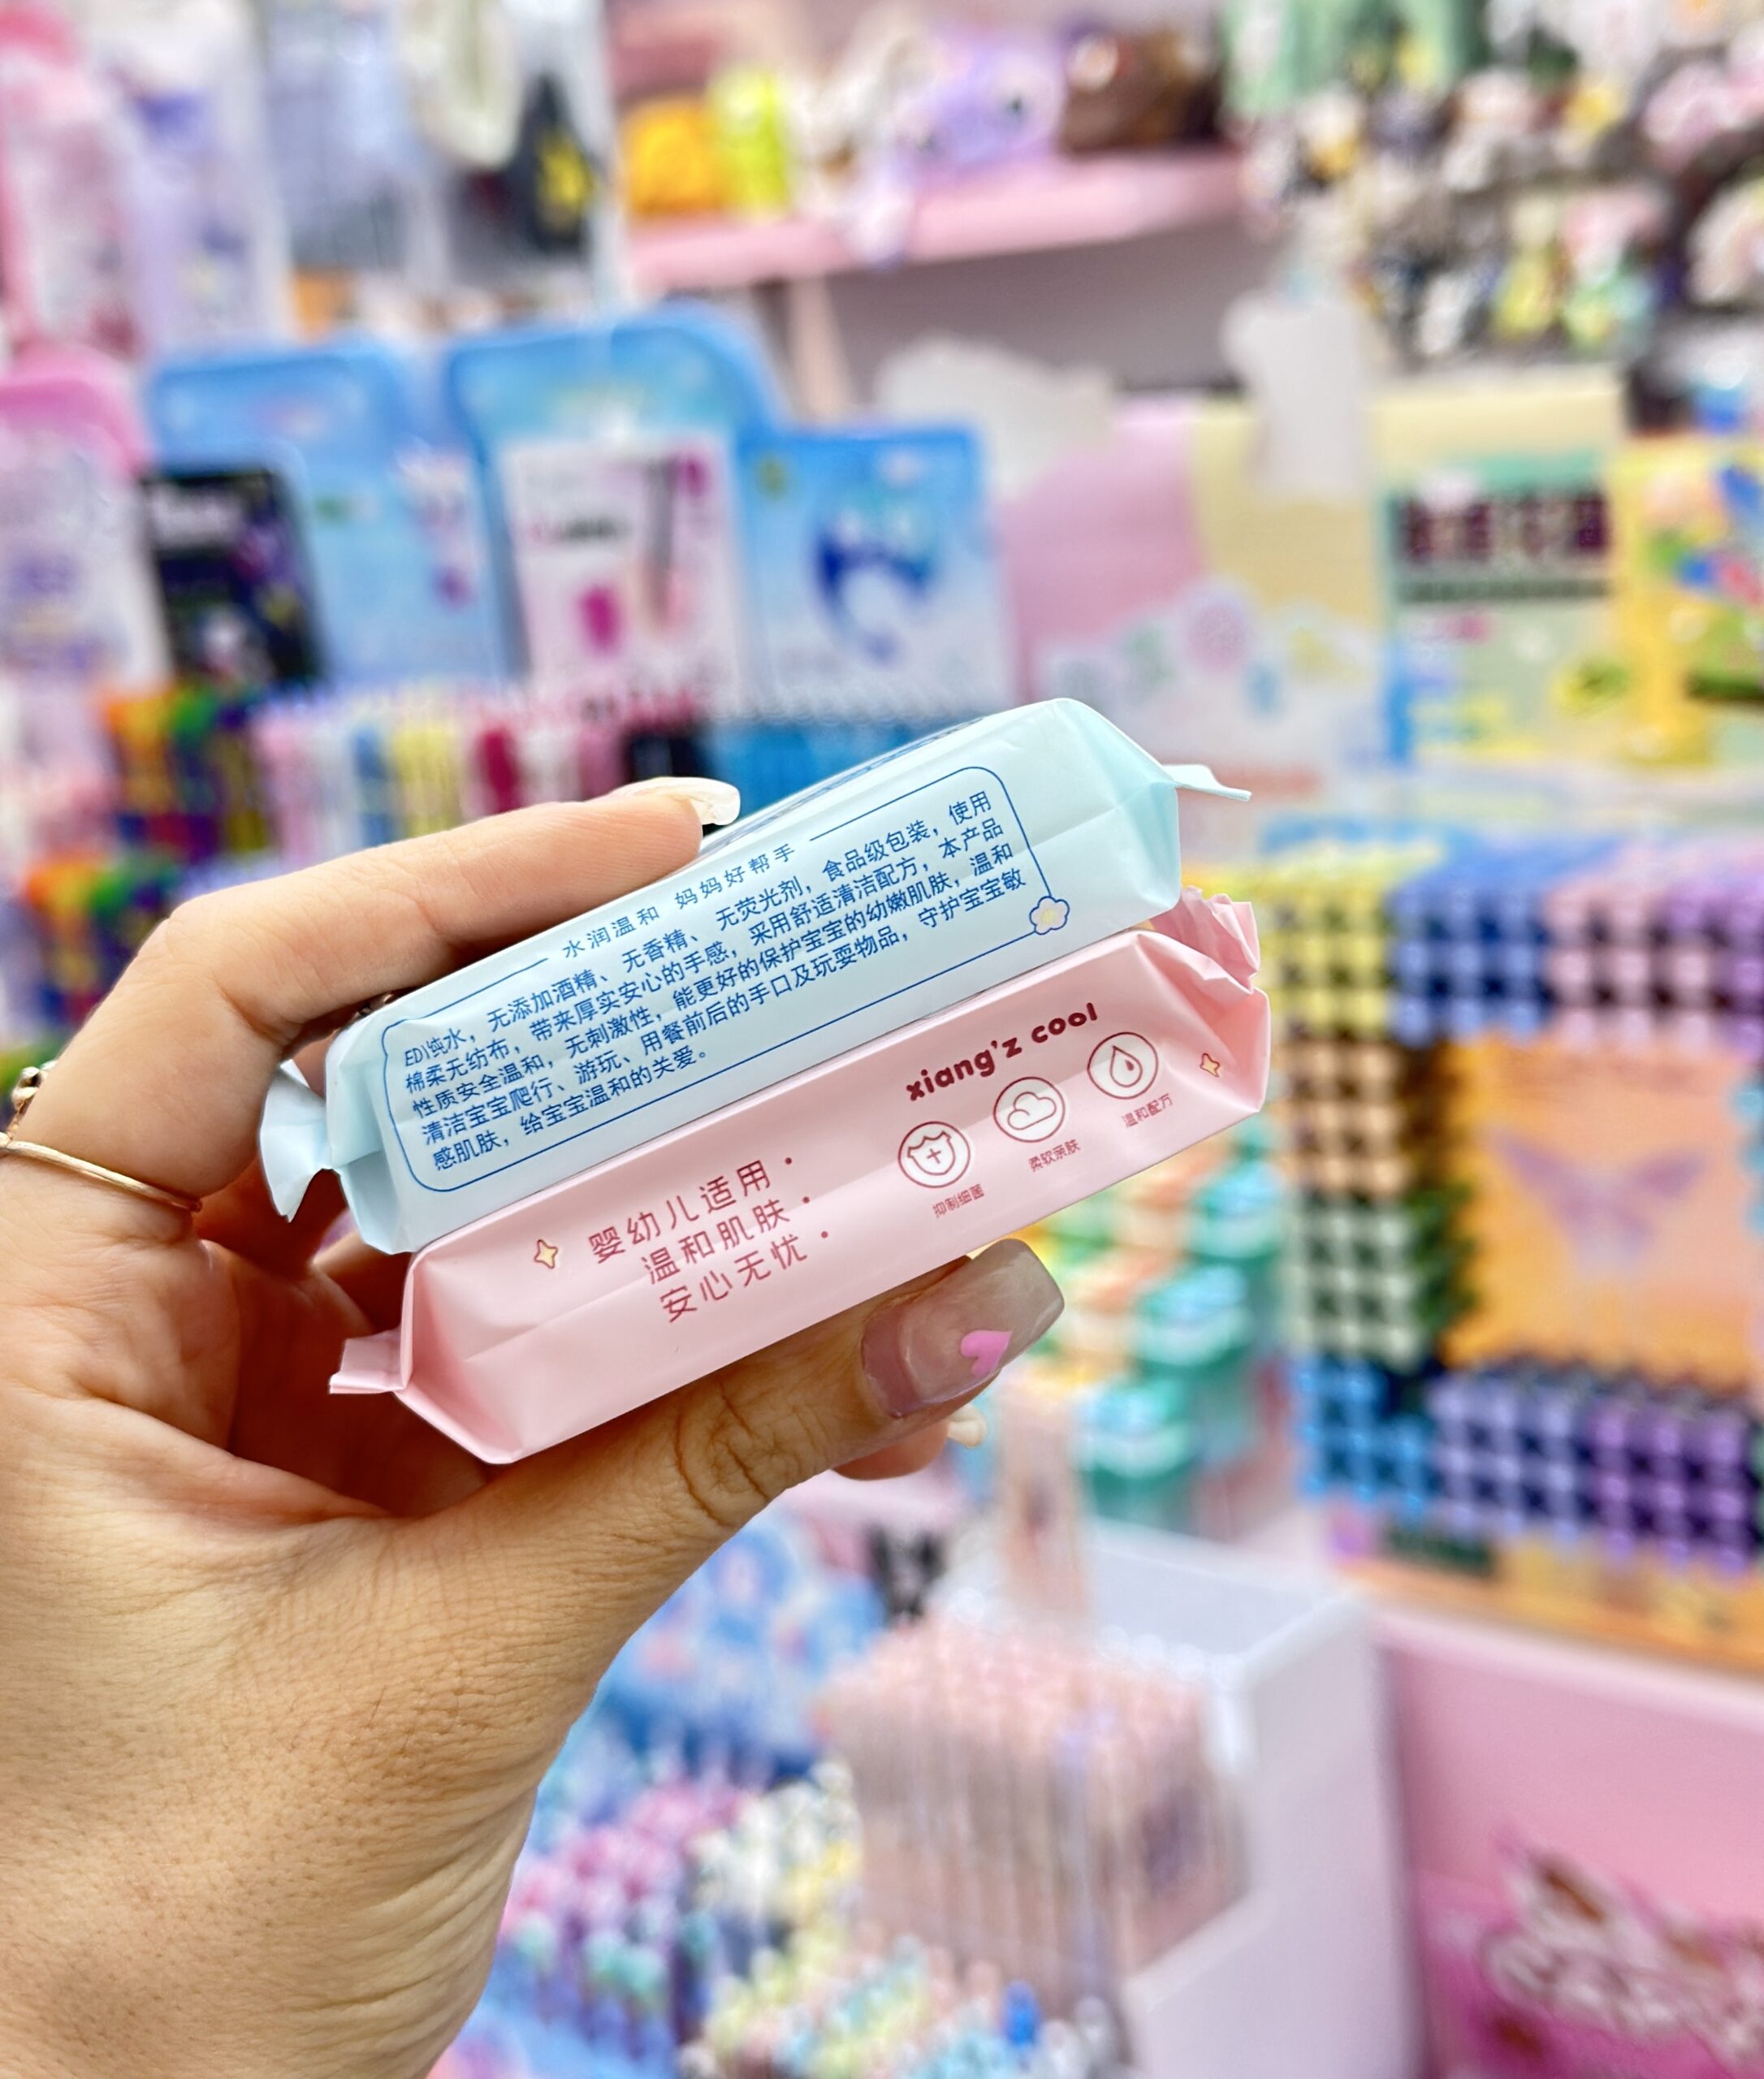 水润温和 妈妈好帮手
EDI纯水，无添加酒精、无香精、无荧光剂，食品级包装，使用
棉柔无纺布，带来厚实安心的手感，采用舒适清洁配方，本产品
性质安全温和，无刺激性，能更好的保护宝宝的幼嫩肌肤，温和
清洁宝宝爬行、游玩、用餐前后的手口及玩耍物品，守护宝宝敏
感肌肤，给宝宝温和的关爱。
xiang'z cool
婴幼儿适用
温和肌肤
安心无忧
抑制细菌
柔软亲肤
温和配方